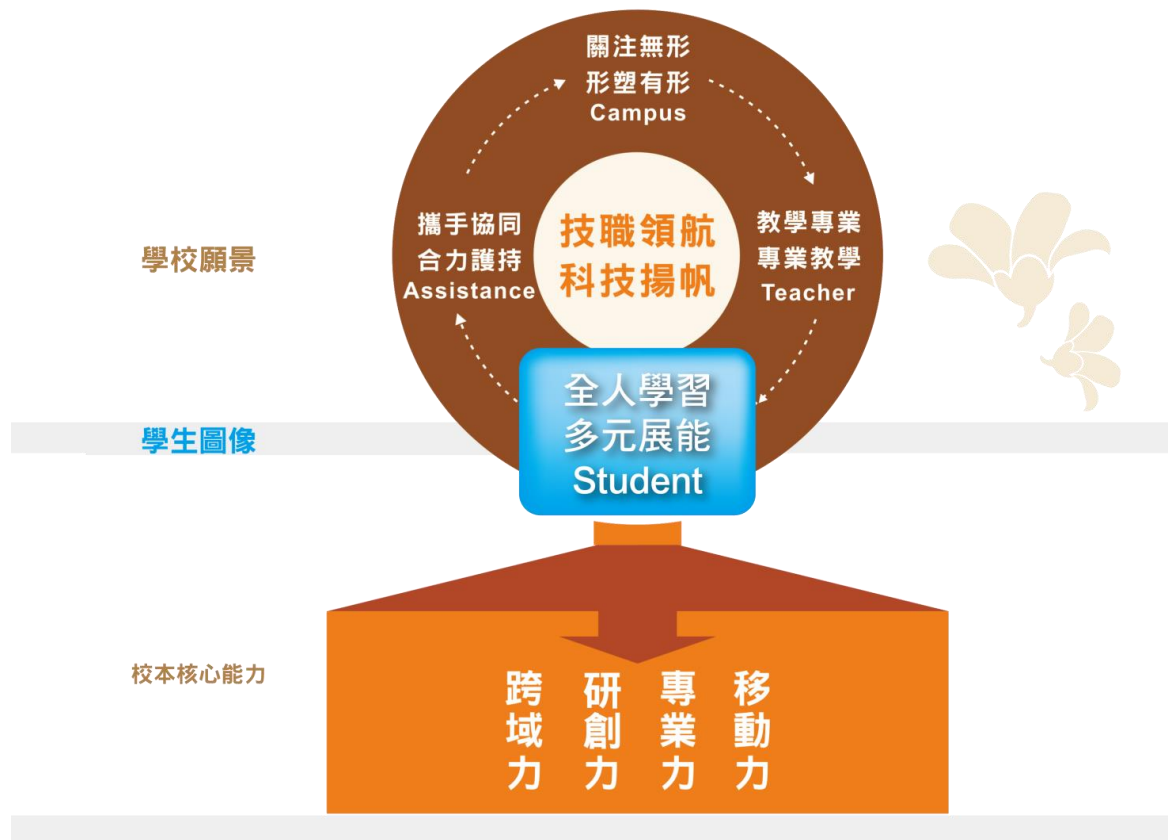 關注無形
形塑有形
Campus
學校願景
攜手協同
合力護持
Assistance
技職領航
科技揚帆
教學專業
專業教學
Teacher
學生圖像
全人學習
多元展能
Student
校本核心能力
跨域力
研創力
專業力
移動力